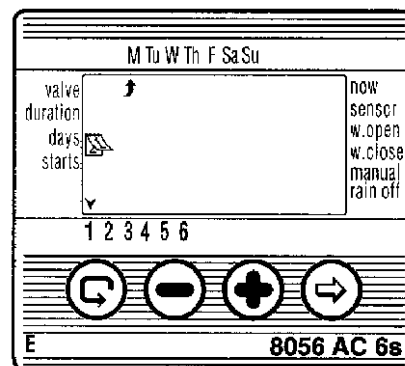 M Tu W Th F Sa Su
valve
duration
days
starts
now
sensor
w.open
w.close
manual
rain off
1 2 3 4 5 6
E
8056 AC 6s